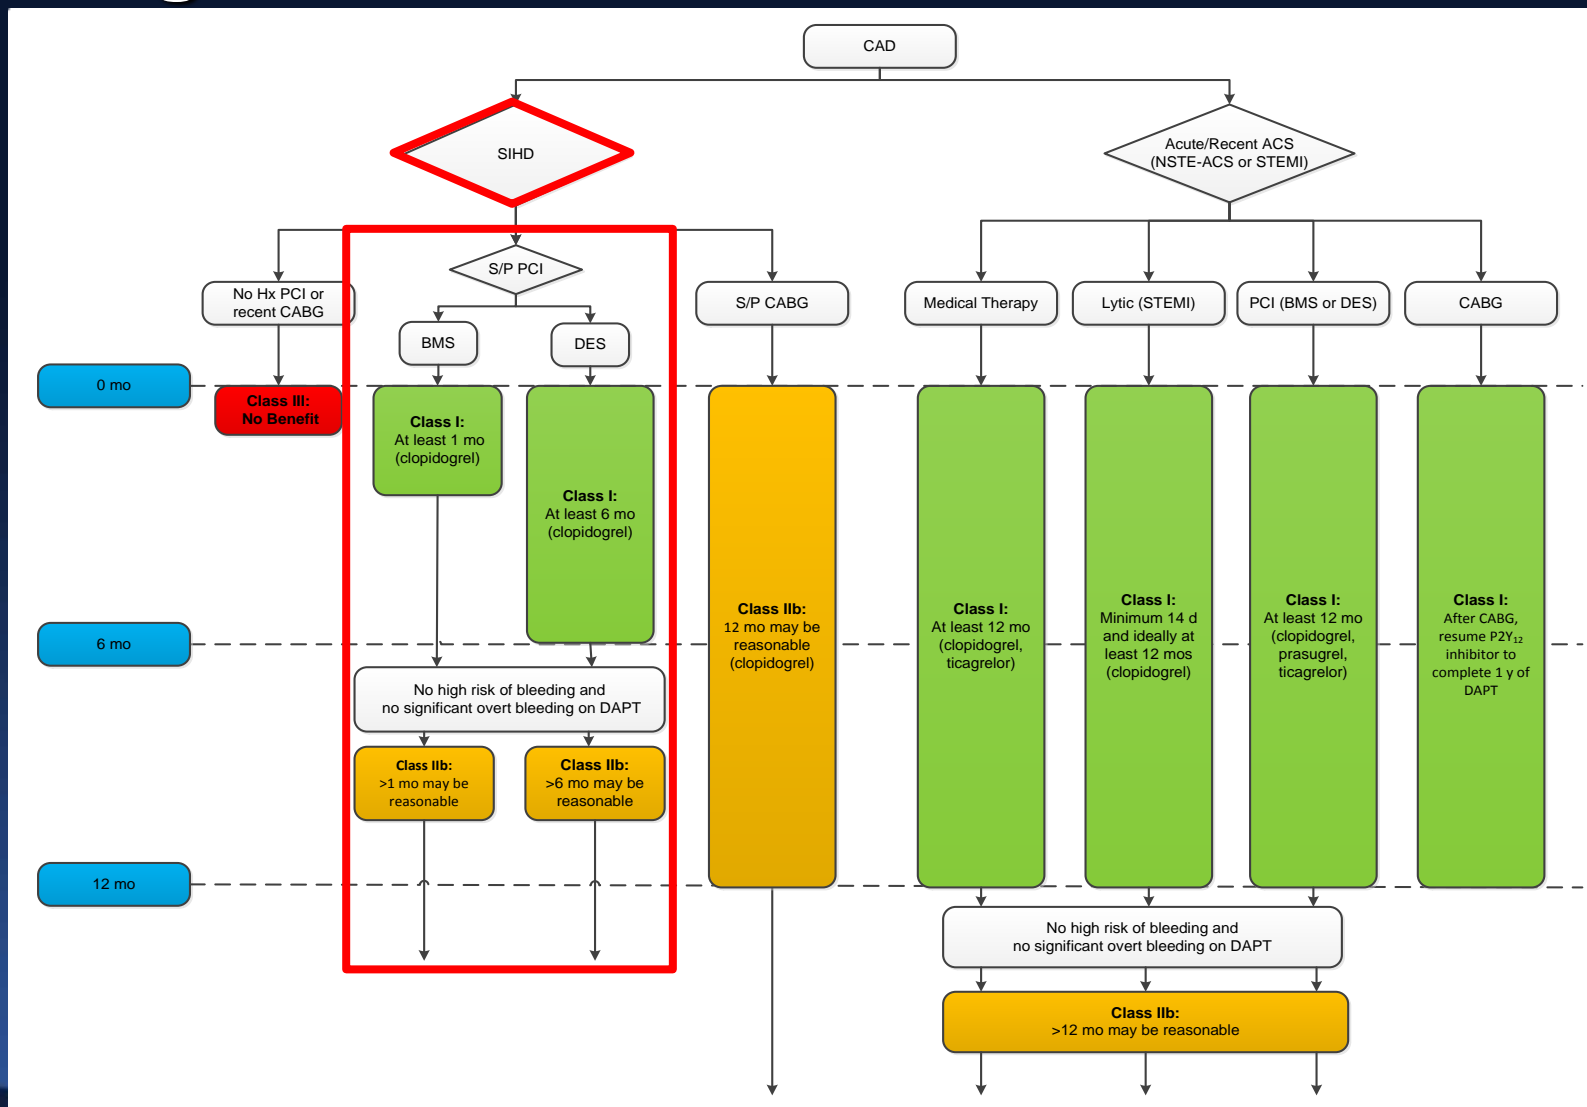 CAD
SIHD
Acute/Recent ACS
(NSTE-ACS or STEMI)
S/P PCI
No Hx PCI or
recent CABG
S/P CABG
Medical Therapy
Lytic (STEMI)
PCI (BMS or DES)
CABG
BMS
DES
0 mo
Class III:
No Benefit
Class I:
At least 1 mo
(clopidogrel)
Class I:
At least 6 mo
(clopidogrel)
Class IIb:
12 mo may be
reasonable
(clopidogrel)
Class I:
At least 12 mo
(clopidogrel,
ticagrelor)
Class I:
Minimum 14 d
and ideally at
least 12 mos
(clopidogrel)
Class I:
At least 12 mo
(clopidogrel,
prasugrel,
ticagrelor)
Class I:
After CABG,
resume P2Y₁₂
inhibitor to
complete 1 y of
DAPT
6 mo
No high risk of bleeding and
no significant overt bleeding on DAPT
Class IIb:
>1 mo may be
reasonable
Class IIb:
>6 mo may be
reasonable
12 mo
No high risk of bleeding and
no significant overt bleeding on DAPT
Class IIb:
>12 mo may be reasonable